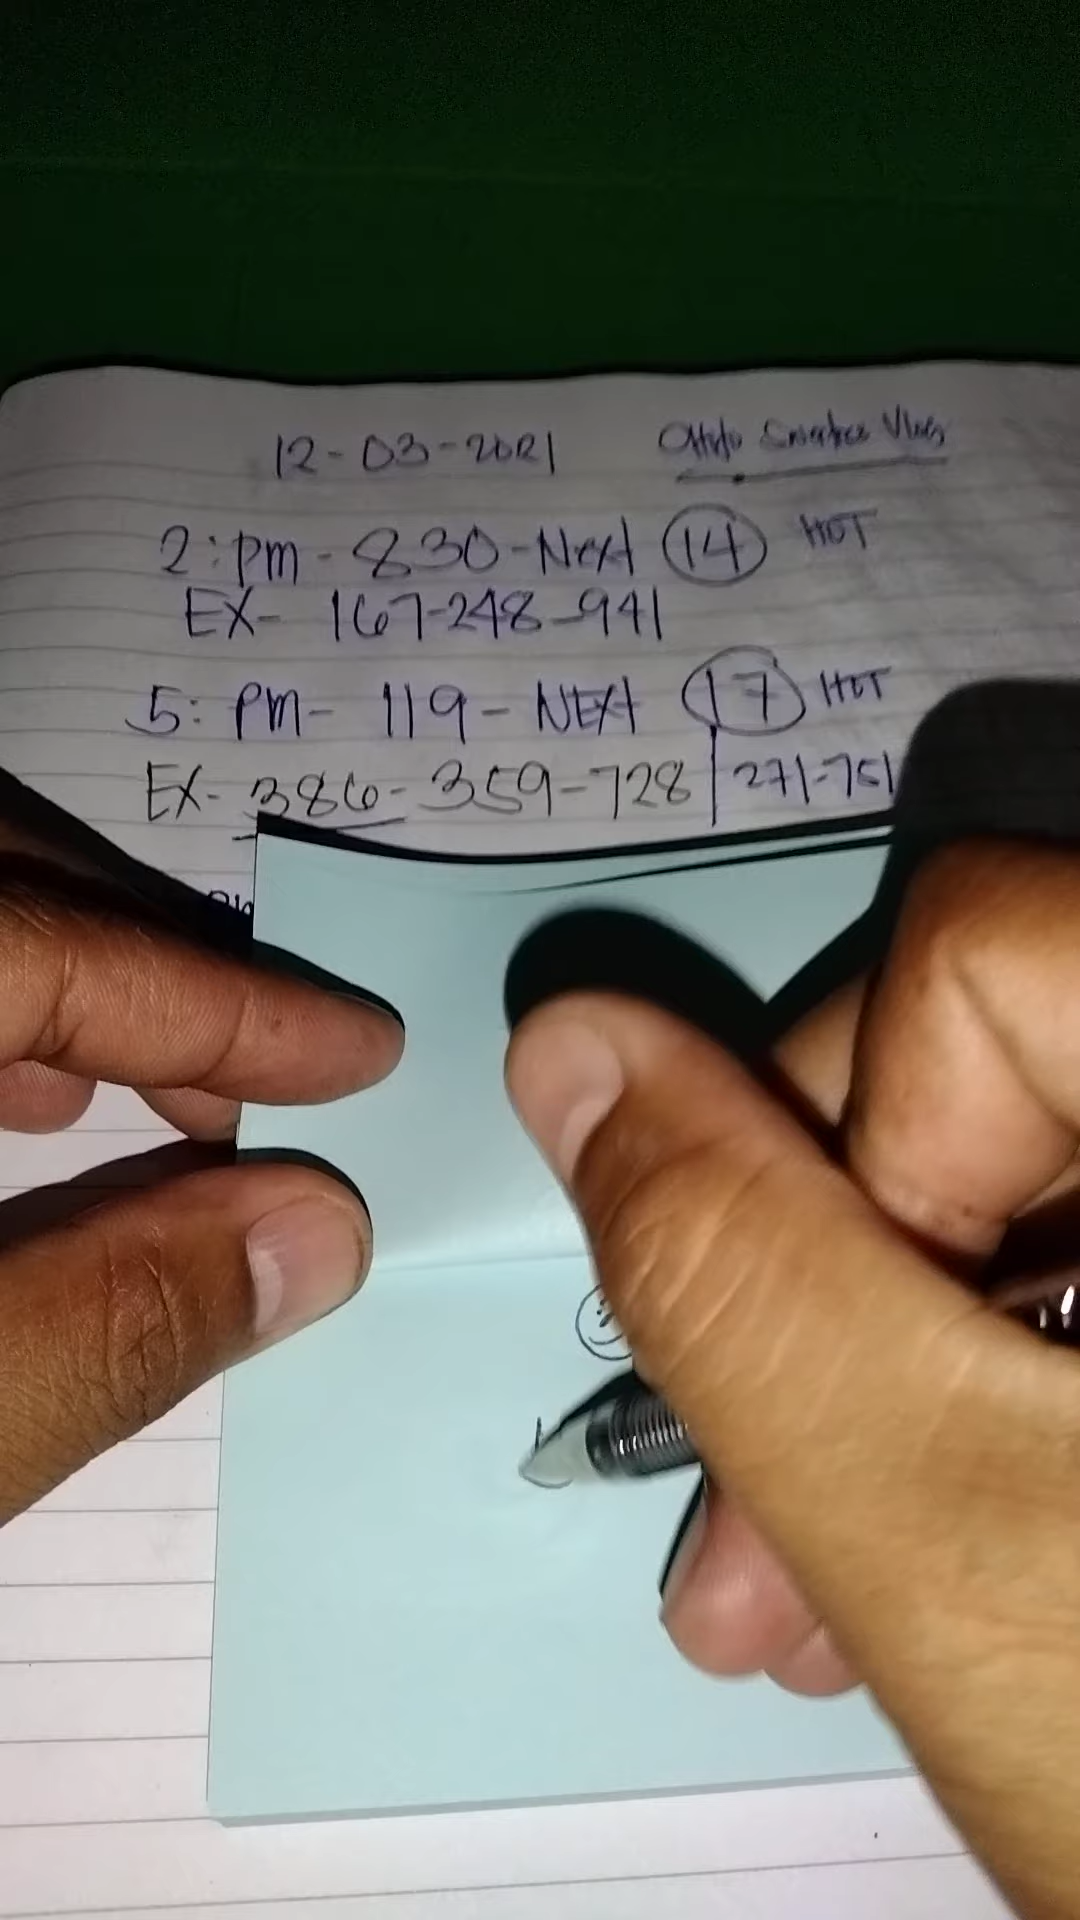 12-03-2021 Vlog
2:pm - 830 - Next 14 HOT
EX- 167-248-941
5: pm- 119 - NEXT 17 HOT
EX- 386 - 359-728 | 271-751